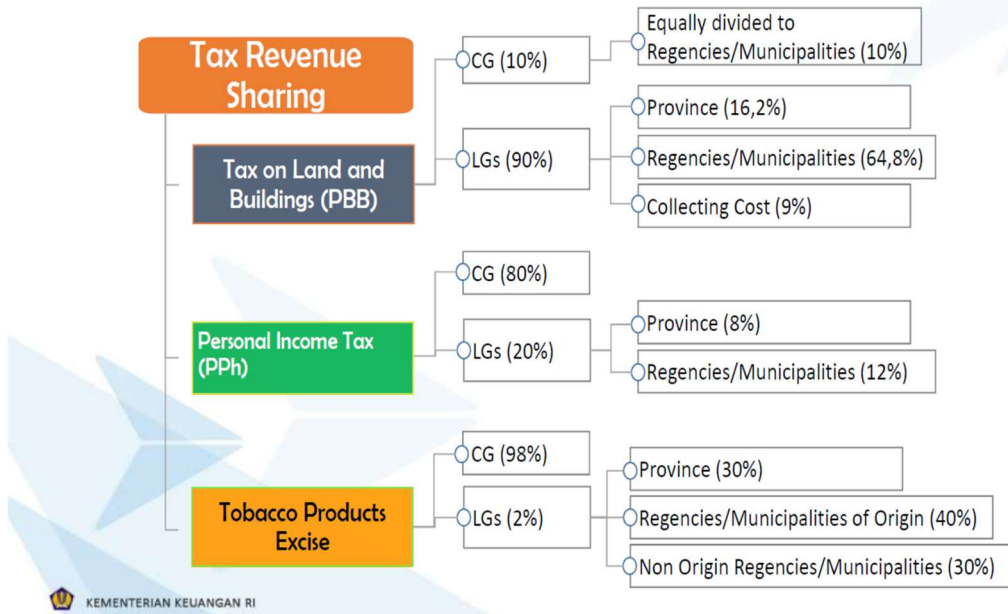 Tax Revenue
Sharing
Tax on Land and
Buildings (PBB)
CG (10%)
Equally divided to
Regencies/Municipalities (10%)
LGs (90%)
Province (16,2%)
Regencies/Municipalities (64,8%)
Collecting Cost (9%)
Personal Income Tax
(PPh)
CG (80%)
LGs (20%)
Province (8%)
Regencies/Municipalities (12%)
Tobacco Products
Excise
CG (98%)
LGs (2%)
Province (30%)
Regencies/Municipalities of Origin (40%)
Non Origin Regencies/Municipalities (30%)
KEMENTERIAN KEUANGAN RI